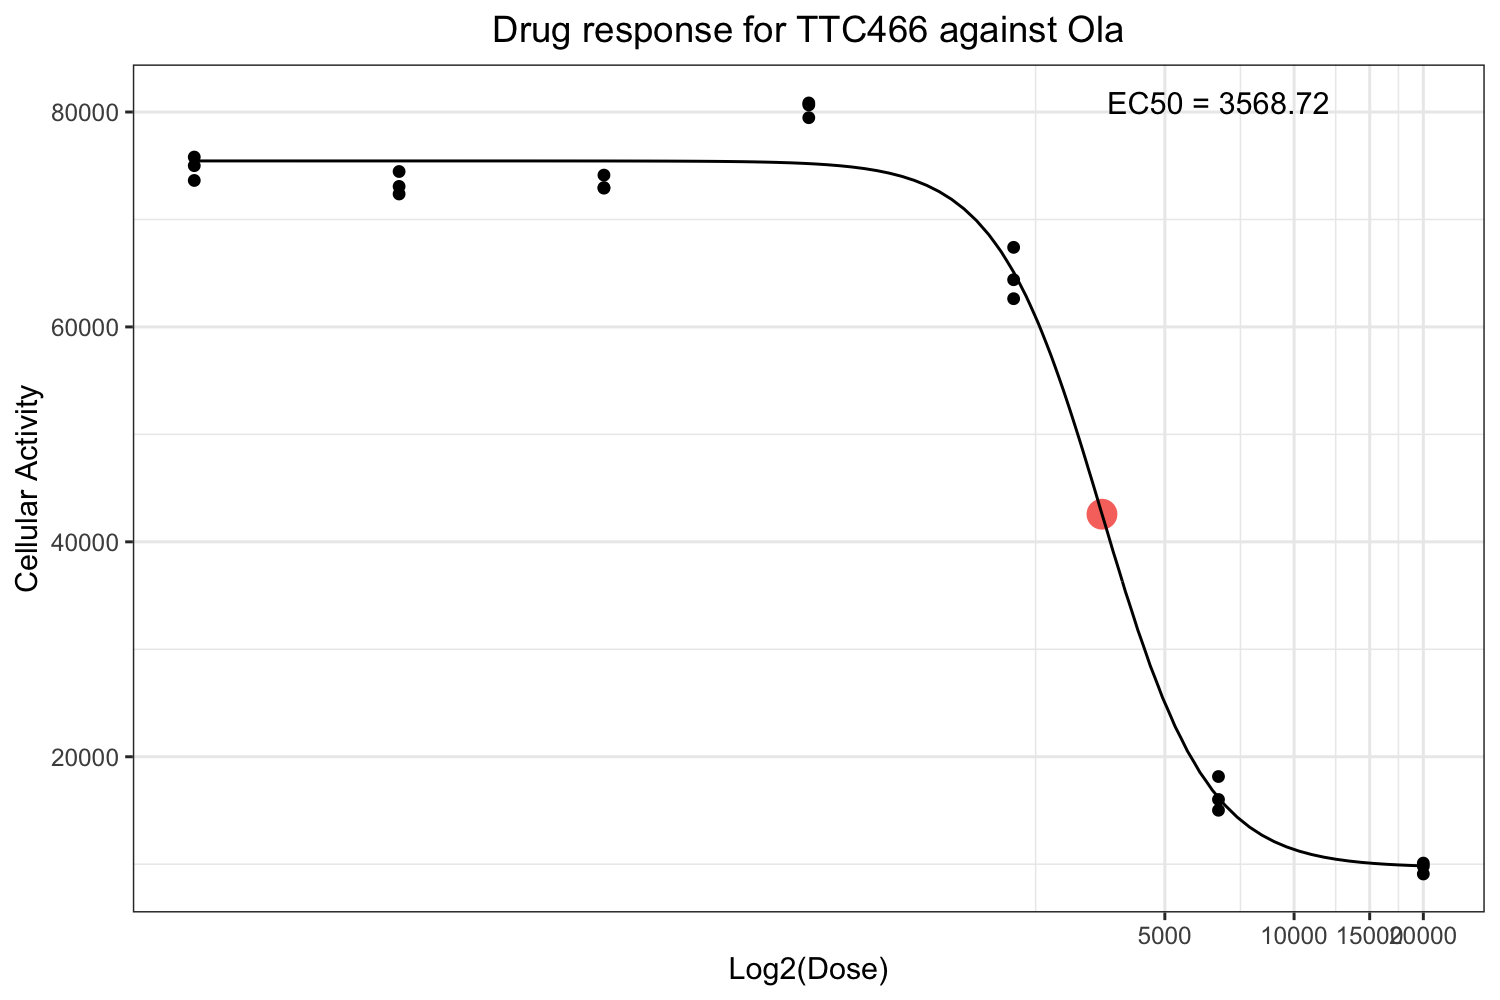 Drug response for TTC466 against Ola
EC50 = 3568.72
80000
60000
40000
20000
Cellular Activity
5000 10000 15000 20000
Log2(Dose)